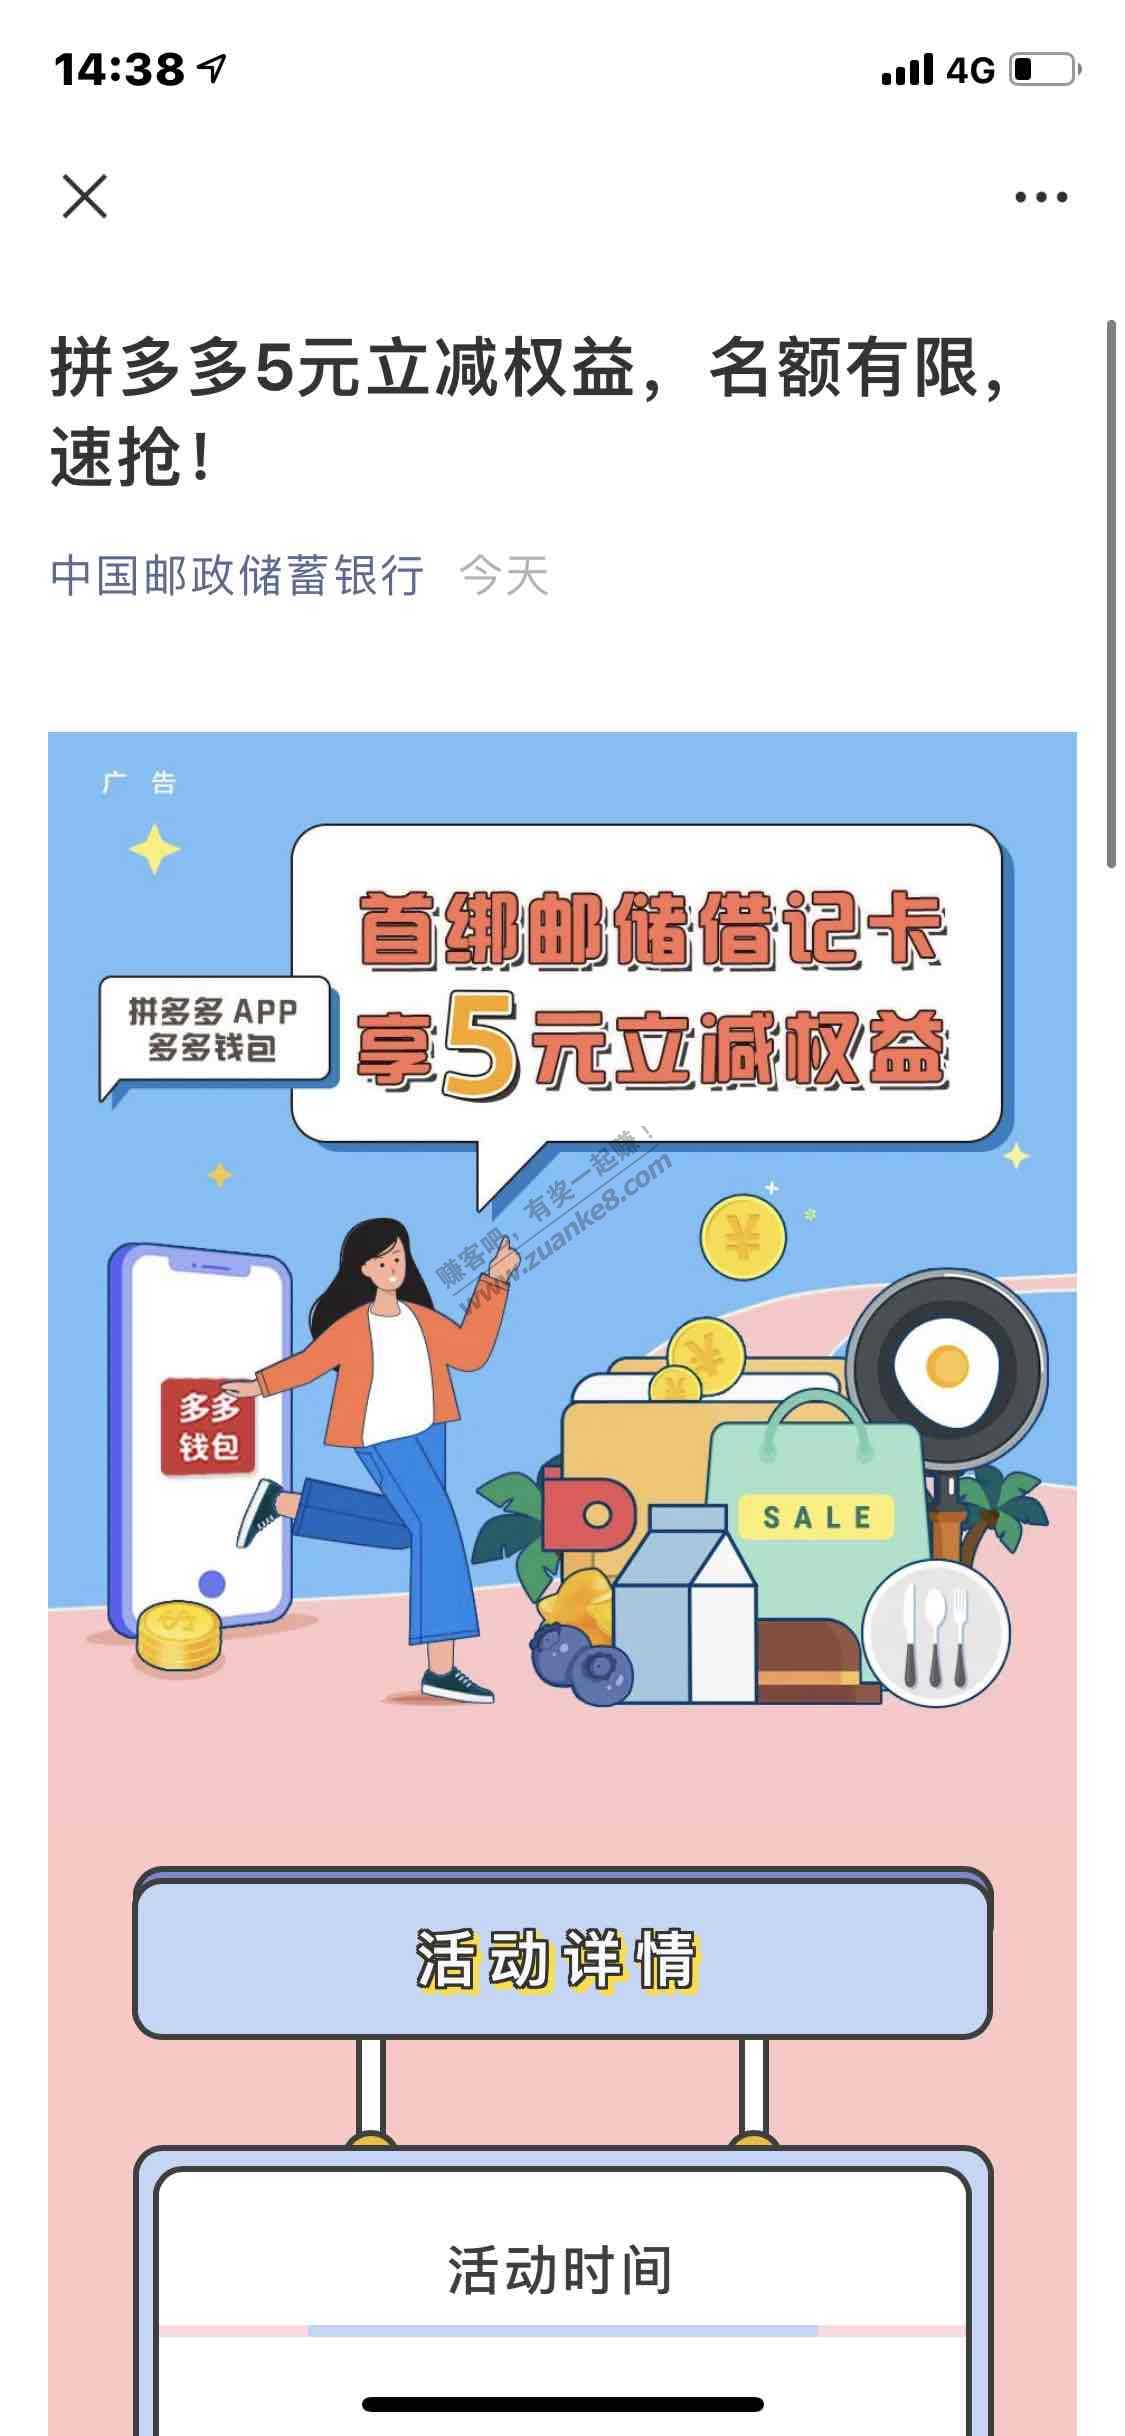 14:38
4G
拼多多5元立减权益，名额有限，
速抢！
中国邮政储蓄银行 今天
广 告
首绑邮储借记卡
享5元立减权益
拼多多 APP
多多钱包
赚客吧，有奖一起赚！
www.zuanke8.com
¥
¥
¥
多多
钱包
SALE
活动详情
活动时间